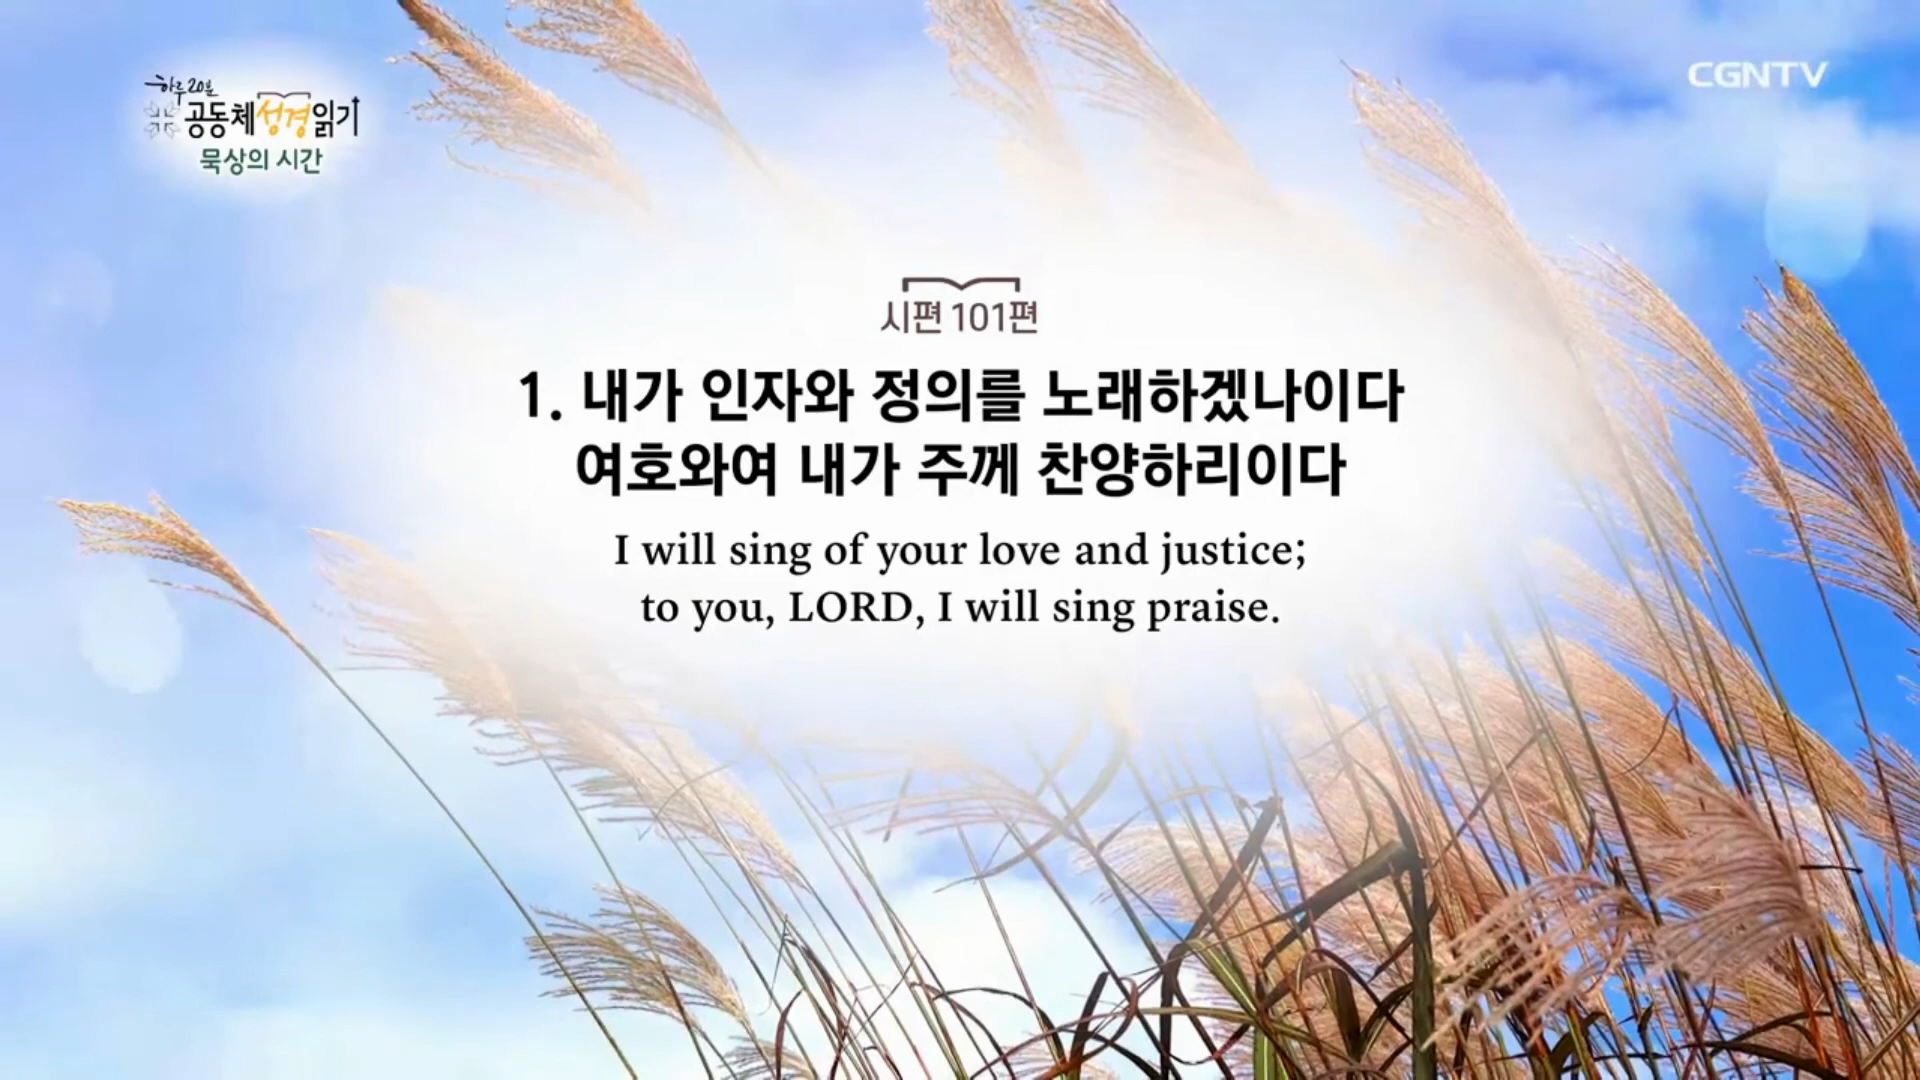 하루 20분
공동체성경읽기
묵상의 시간
CGNTV
시편 101편
1. 내가 인자와 정의를 노래하겠나이다
여호와여 내가 주께 찬양하리이다
I will sing of your love and justice;
to you, LORD, I will sing praise.